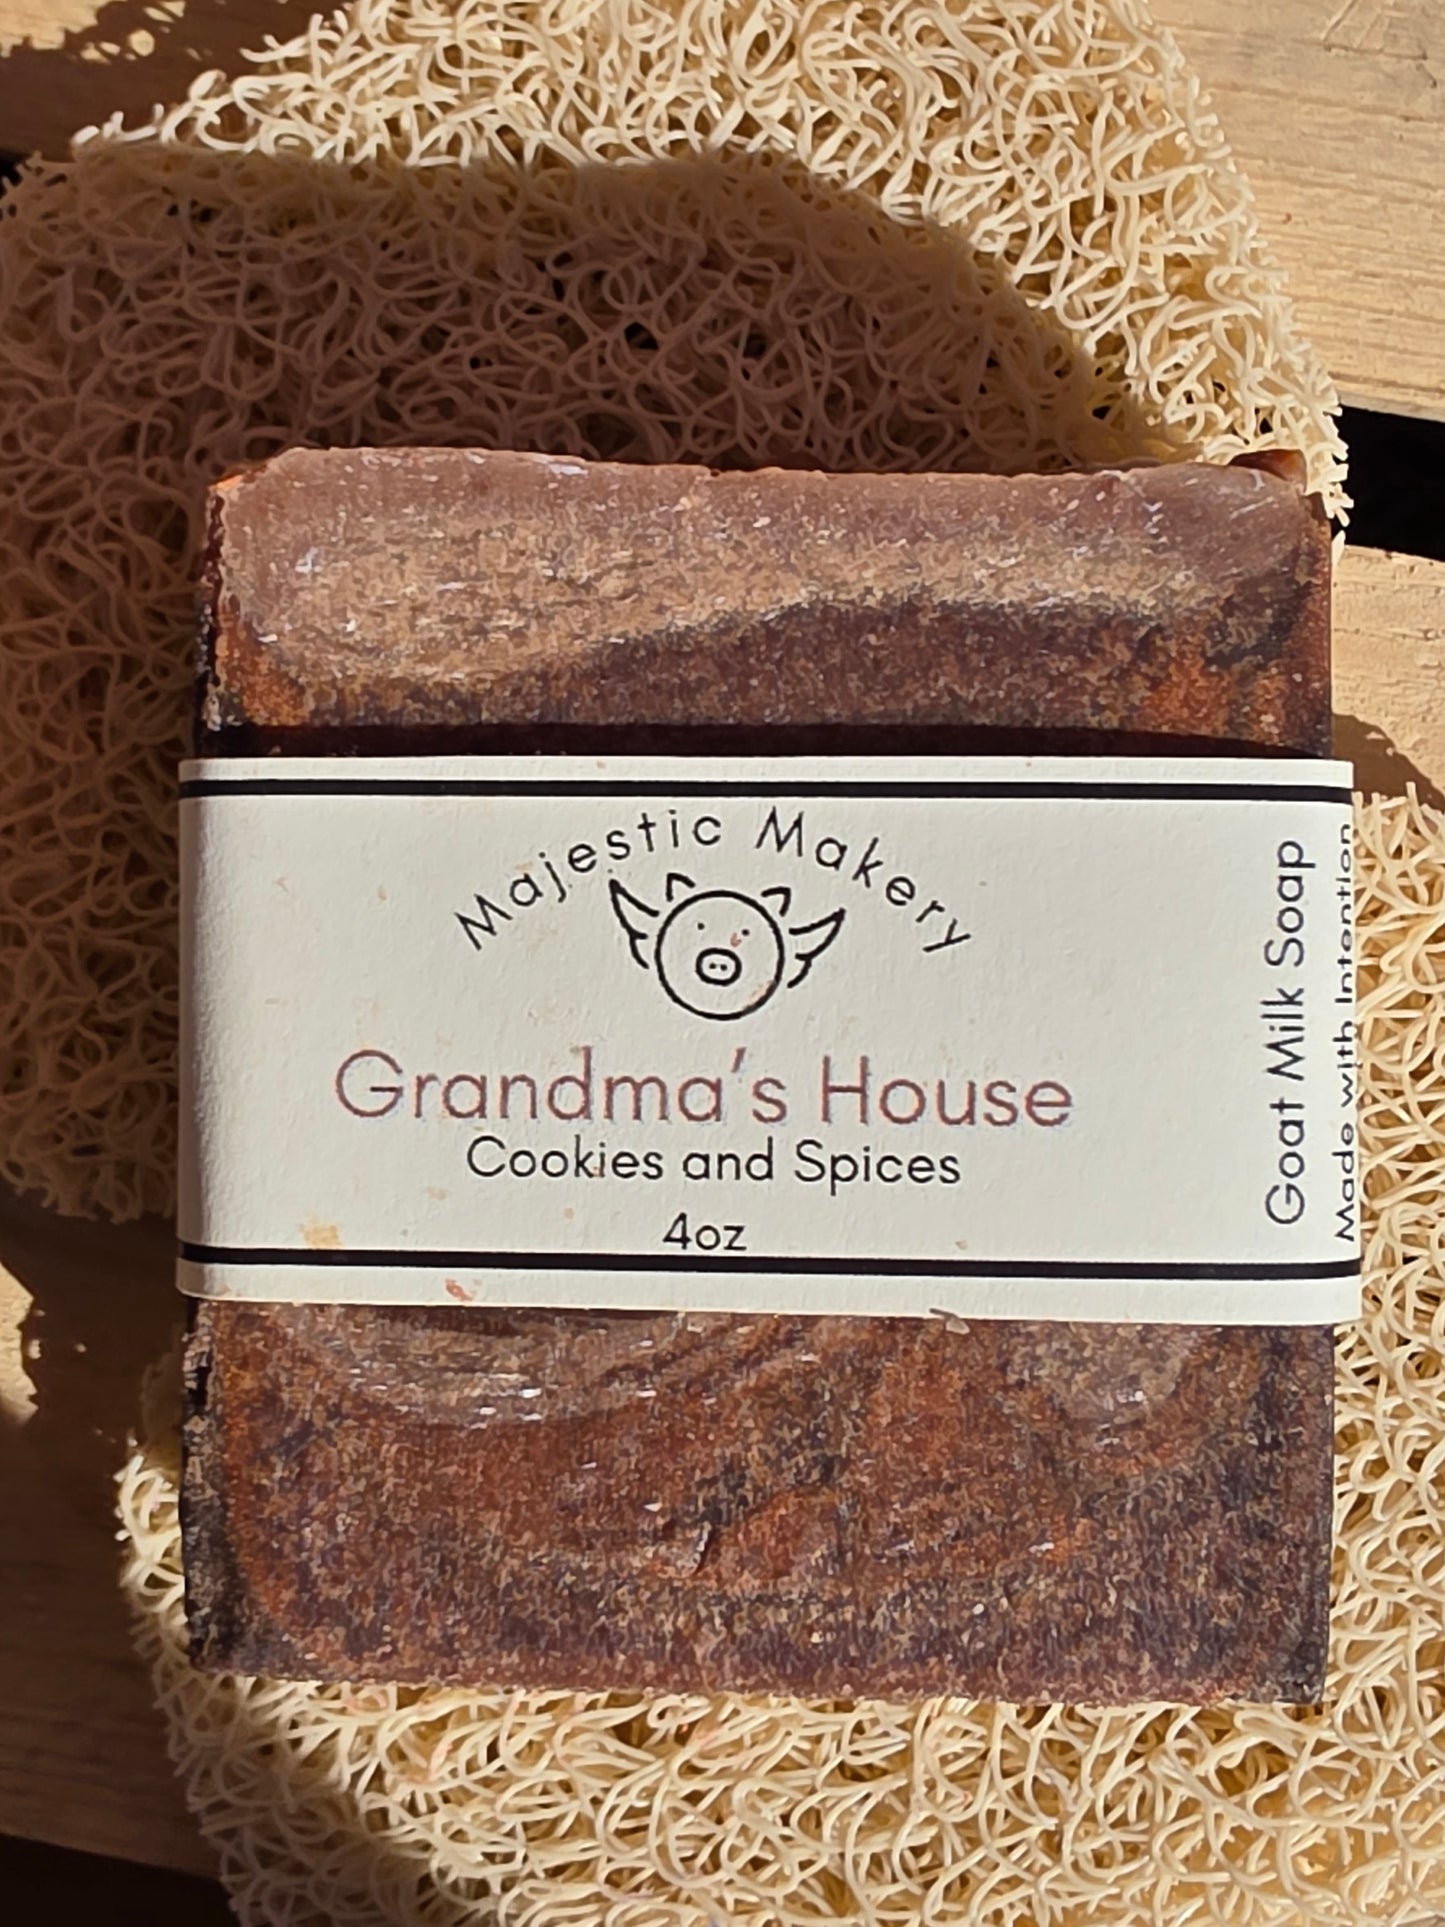 Majestic Makery
Grandma's House
Cookies and Spices
4oz
Goat Milk Soap
Made with Intention